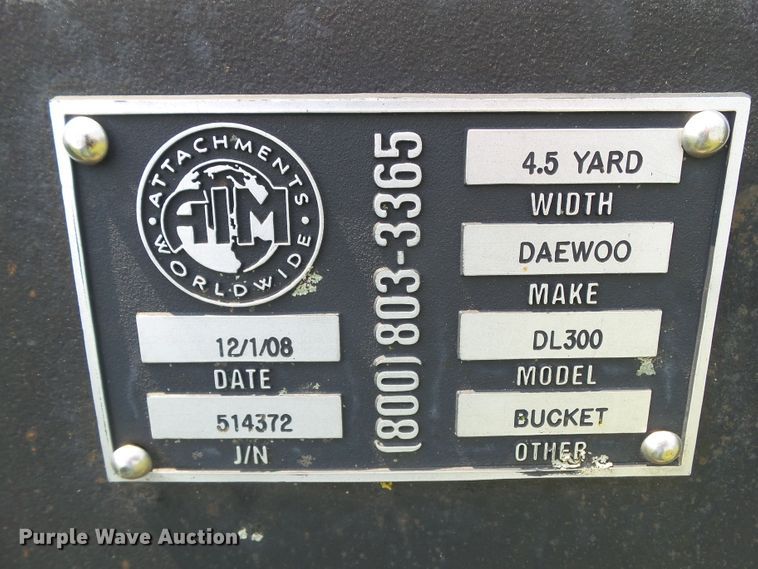 ATTACHMENTS
AIM
WORLDWIDE
12/1/08
DATE
514372
J/N
(800) 803-3365
4.5 YARD
WIDTH
DAEWOO
MAKE
DL300
MODEL
BUCKET
OTHER
Purple Wave Auction